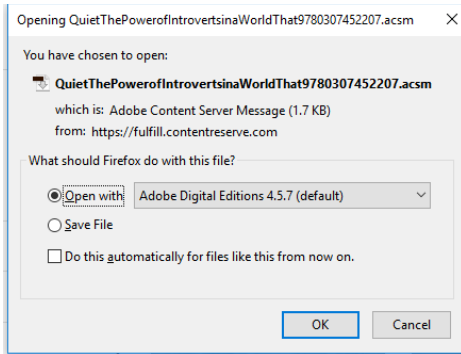 Opening QuietThePowerofIntrovertsinaWorldThat9780307452207.acsm
You have chosen to open:
QuietThePowerofIntrovertsinaWorldThat9780307452207.acsm
which is: Adobe Content Server Message (1.7 KB)
from: https://fulfill.contentreserve.com
What should Firefox do with this file?
Open with Adobe Digital Editions 4.5.7 (default)
Save File
Do this automatically for files like this from now on.
OK Cancel